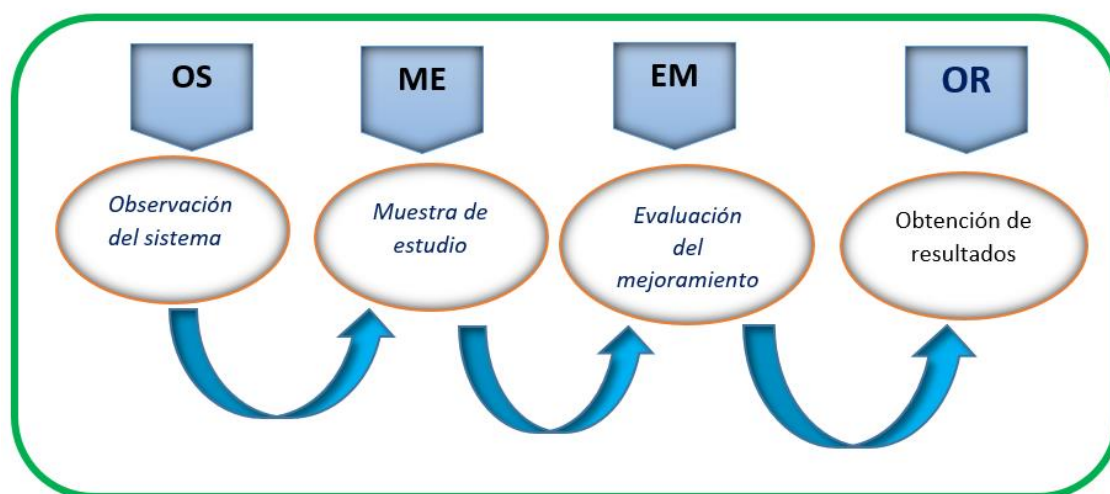 OS
ME
EM
OR
Observación
del sistema
Muestra de
estudio
Evaluación
del
mejoramiento
Obtención de
resultados